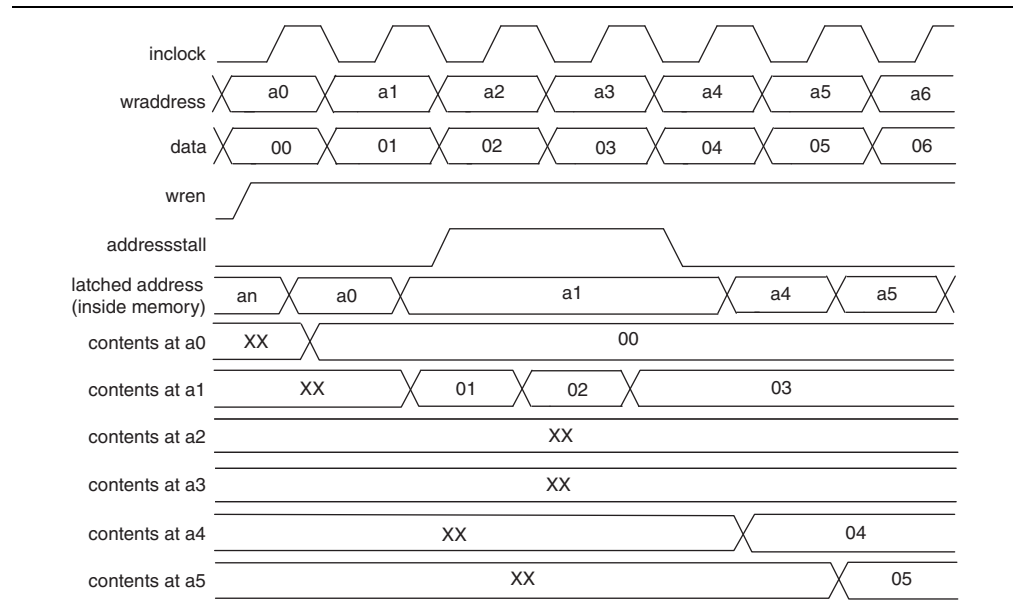 inclock
wraddress a0 a1 a2 a3 a4 a5 a6
data 00 01 02 03 04 05 06
wren
addressstall
latched address
(inside memory) an a0 a1 a4 a5
contents at a0 XX 00
contents at a1 XX 01 02 03
contents at a2 XX
contents at a3 XX
contents at a4 XX 04
contents at a5 XX 05